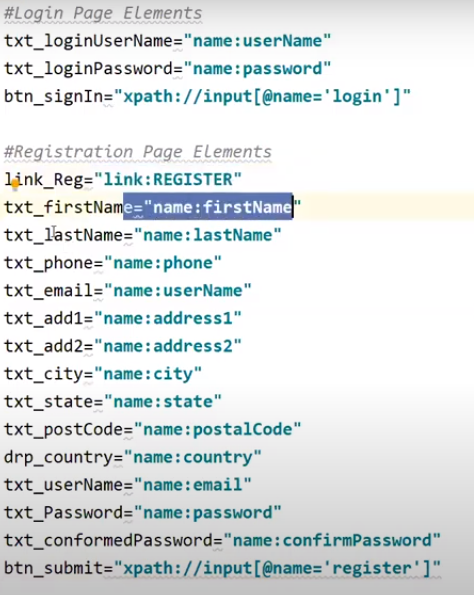 #Login Page Elements
txt_loginUserName="name:userName"
txt_loginPassword="name:password"
btn_signIn="xpath://input[@name='login']"
#Registration Page Elements
link_Reg="link:REGISTER"
txt_firstName="name:firstName"
txt_lastName="name:lastName"
txt_phone="name:phone"
txt_email="name:userName"
txt_add1="name:address1"
txt_add2="name:address2"
txt_city="name:city"
txt_state="name:state"
txt_postCode="name:postalCode"
drp_country="name:country"
txt_userName="name:email"
txt_Password="name:password"
txt_conformedPassword="name:confirmPassword"
btn_submit="xpath://input[@name='register']"